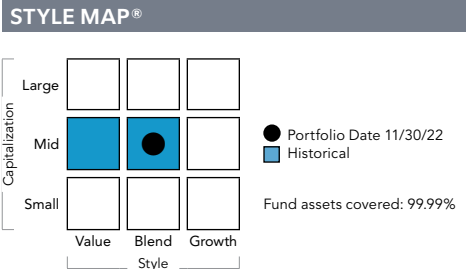 STYLE MAP®
Large
Capitalization
Mid
Small
Value Blend Growth
Style
Portfolio Date 11/30/22
Historical
Fund assets covered: 99.99%